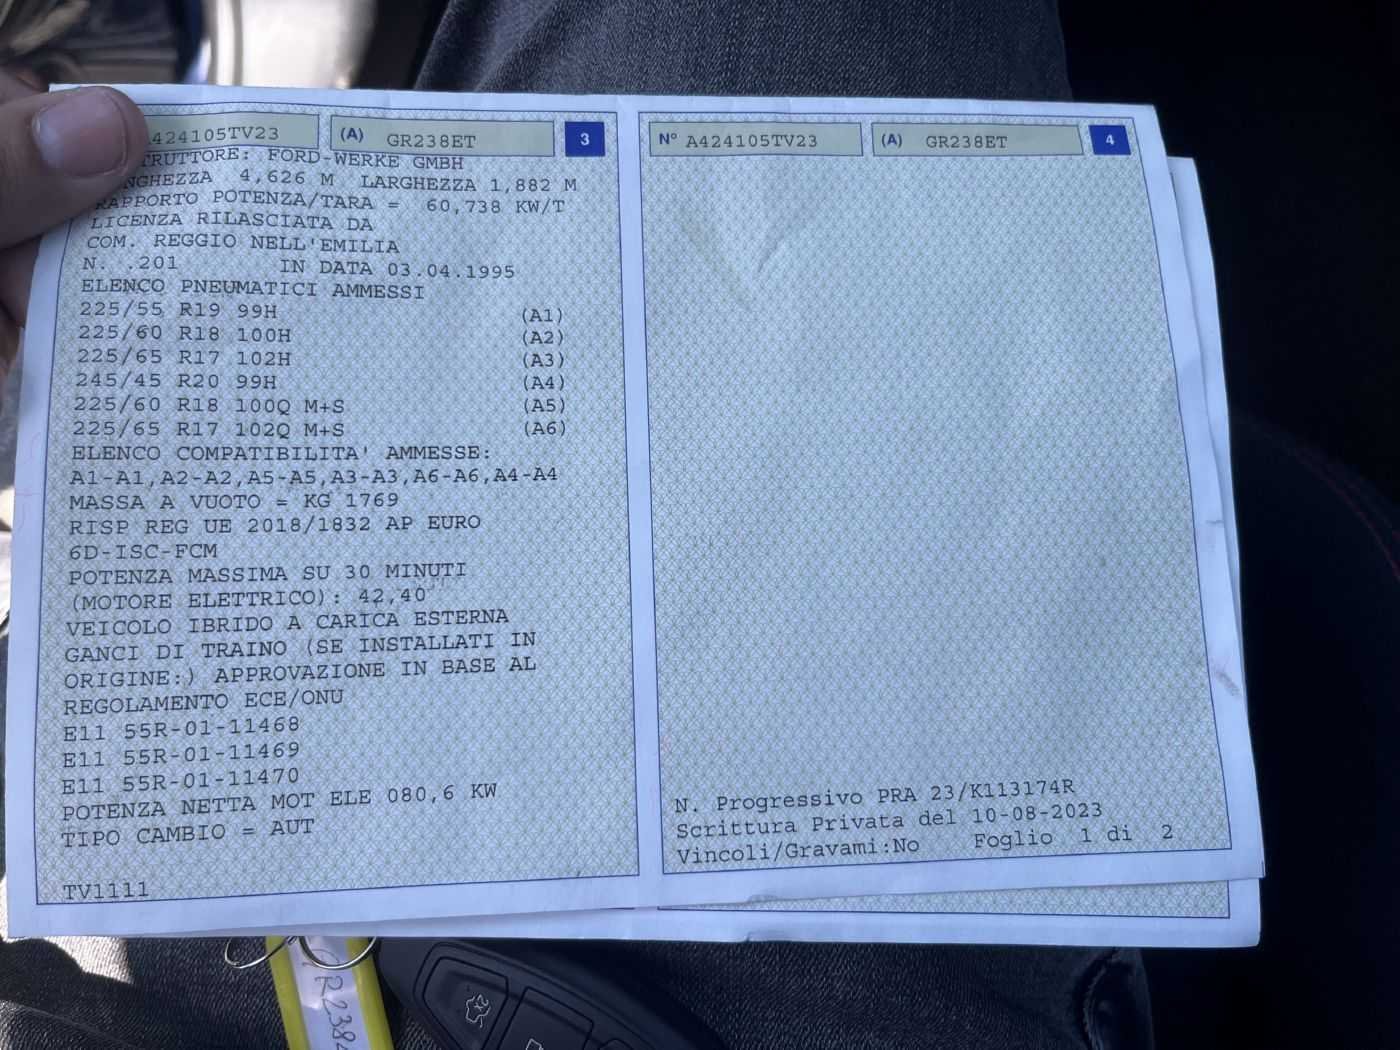 A424105TV23 (A) GR238ET 3
TRUTTORE: FORD-WERKE GMBH
NGHEZZA 4,626 M LARGHEZZA 1,882 M
RAPPORTO POTENZA/TARA = 60,738 KW/T
LICENZA RILASCIATA DA
COM. REGGIO NELL'EMILIA
N. .201 IN DATA 03.04.1995
ELENCO PNEUMATICI AMMESSI
225/55 R19 99H (A1)
225/60 R18 100H (A2)
225/65 R17 102H (A3)
245/45 R20 99H (A4)
225/60 R18 100Q M+S (A5)
225/65 R17 102Q M+S (A6)
ELENCO COMPATIBILITA' AMMESSE:
A1-A1,A2-A2,A5-A5,A3-A3,A6-A6,A4-A4
MASSA A VUOTO = KG 1769
RISP REG UE 2018/1832 AP EURO
6D-ISC-FCM
POTENZA MASSIMA SU 30 MINUTI
(MOTORE ELETTRICO): 42,40
VEICOLO IBRIDO A CARICA ESTERNA
GANCI DI TRAINO (SE INSTALLATI IN
ORIGINE:) APPROVAZIONE IN BASE AL
REGOLAMENTO ECE/ONU
E11 55R-01-11468
E11 55R-01-11469
E11 55R-01-11470
POTENZA NETTA MOT ELE 080,6 KW
TIPO CAMBIO = AUT
TV1111
N° A424105TV23 (A) GR238ET 4
N. Progressivo PRA 23/K113174R
Scrittura Privata del 10-08-2023
Vincoli/Gravami:No Foglio 1 di 2
GR238